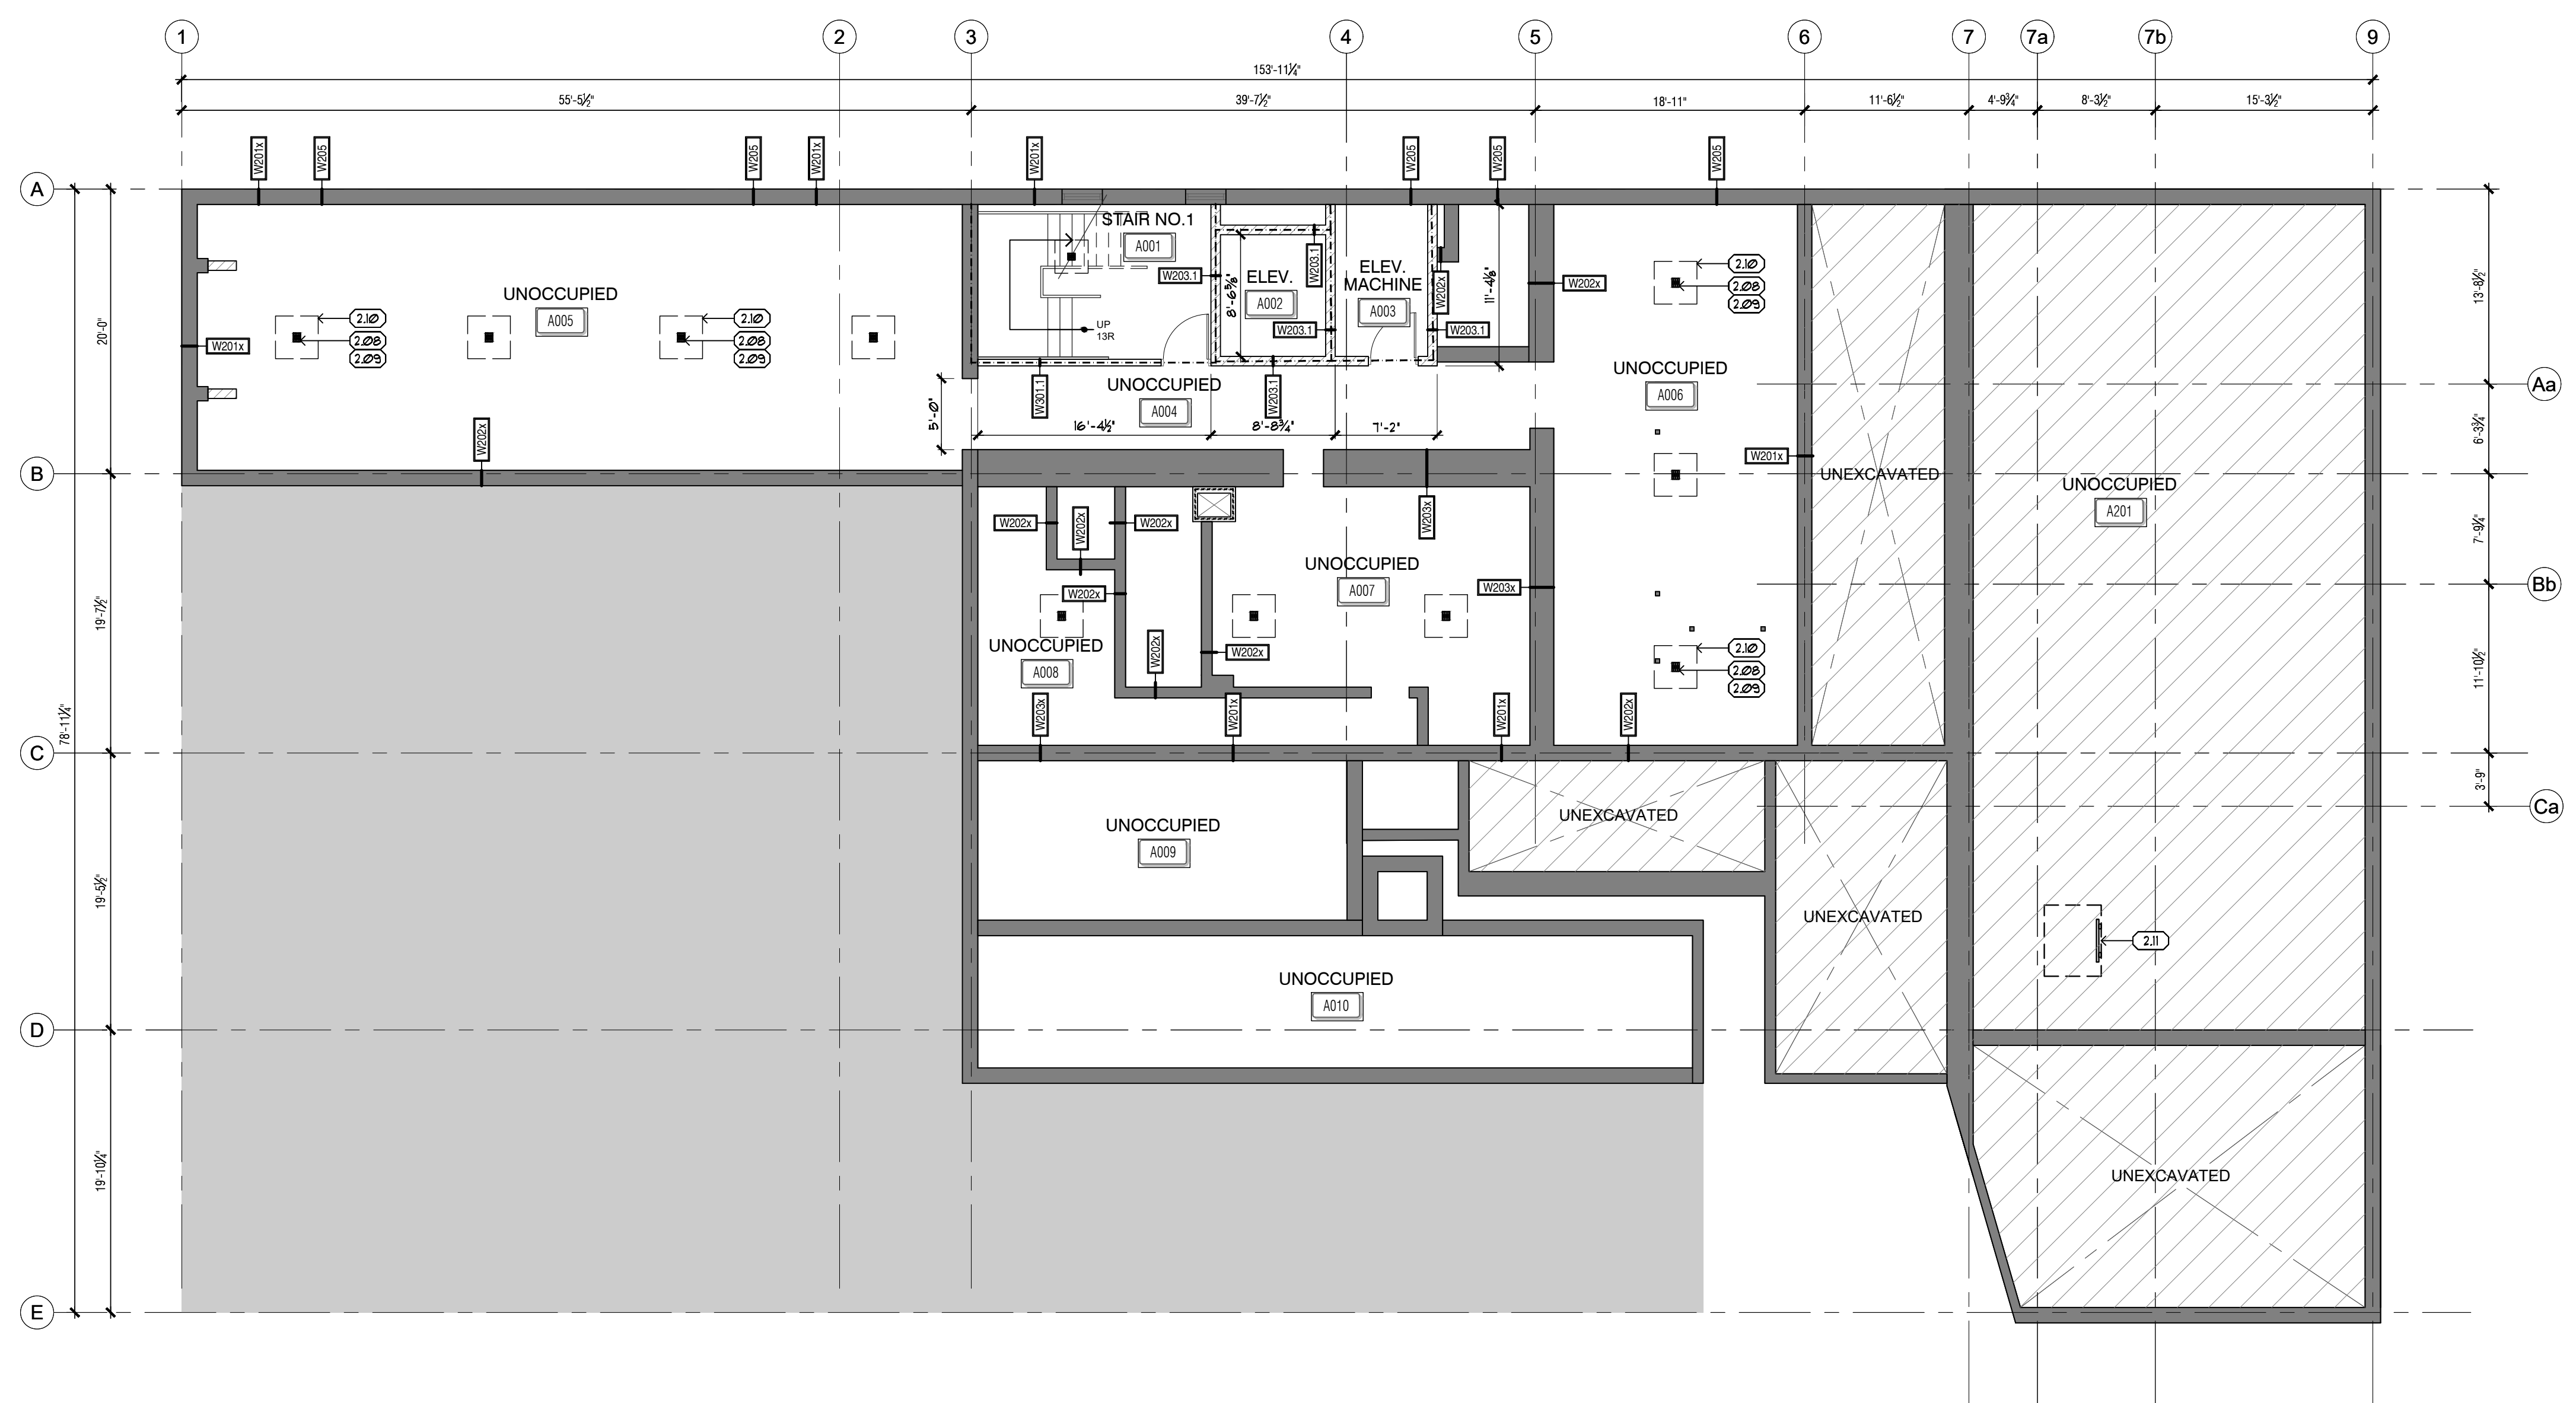 1 2 3 4 5 6 7 7a 7b 9
153'-11¼"
55'-5½" 39'-7½" 18'-11" 11'-6½" 4'-9¾" 8'-3½" 15'-3½"
W201x W205 W205 W201x W201x W205 W205 W205
A
STAIR NO.1
A001
W203.1
ELEV.
A002
8'-6⅝"
W203.1
W203.1
ELEV.
MACHINE
A003
W202x
W203.1
11'-4⅛"
W202x
2.10
2.08
2.09
13'-8½"
UNOCCUPIED
A005
2.10
2.08
2.09
2.10
2.08
2.09
W201x
20'-0"
UP
13R
W301.1
UNOCCUPIED
A004
W203.1
5'-0"
16'-4½" 8'-8¾" 7'-2"
UNOCCUPIED
A006
Aa
6'-3¾"
W202x
W201x
B
UNEXCAVATED
UNOCCUPIED
A201
W202x
W202x
W202x
W203x
7'-9¼"
UNOCCUPIED
A007
W202x
W203x
Bb
78'-11¼"
19'-7½"
UNOCCUPIED
A008
W202x
W202x
2.10
2.08
2.09
11'-10½"
W203x
W201x
W201x
W202x
C
3'-9"
Ca
UNOCCUPIED
A009
UNEXCAVATED
19'-5½"
UNEXCAVATED
2.11
UNOCCUPIED
A010
D
19'-10¼"
UNEXCAVATED
E